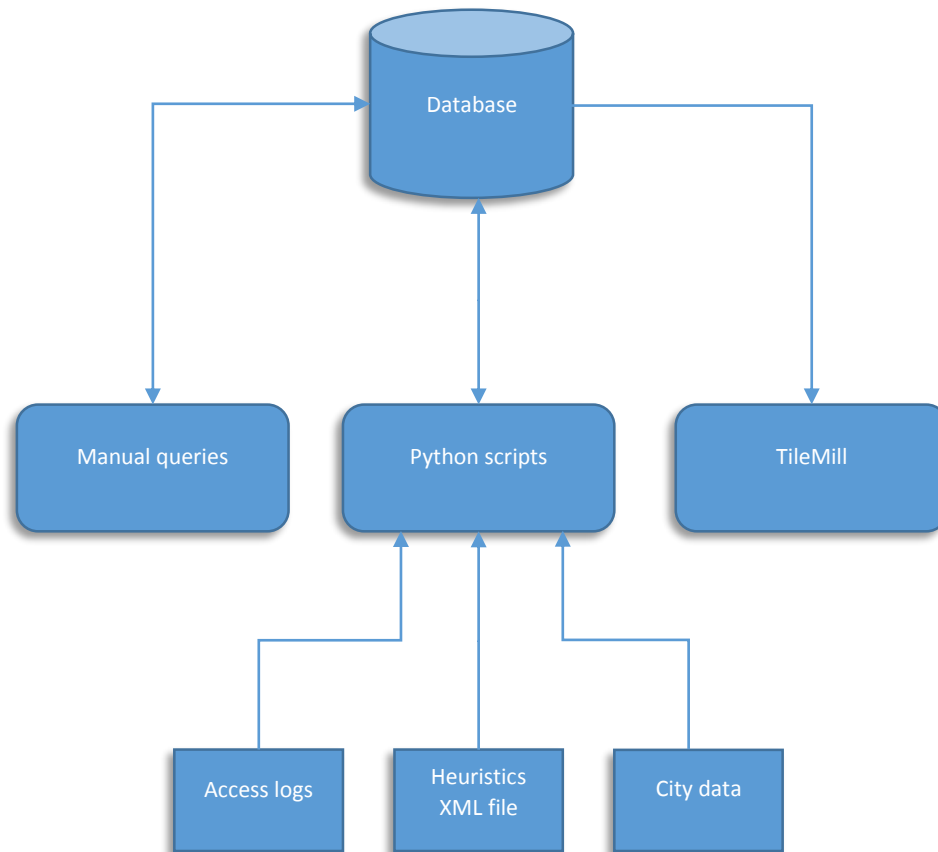 Database
Manual queries
Python scripts
TileMill
Access logs
Heuristics
XML file
City data